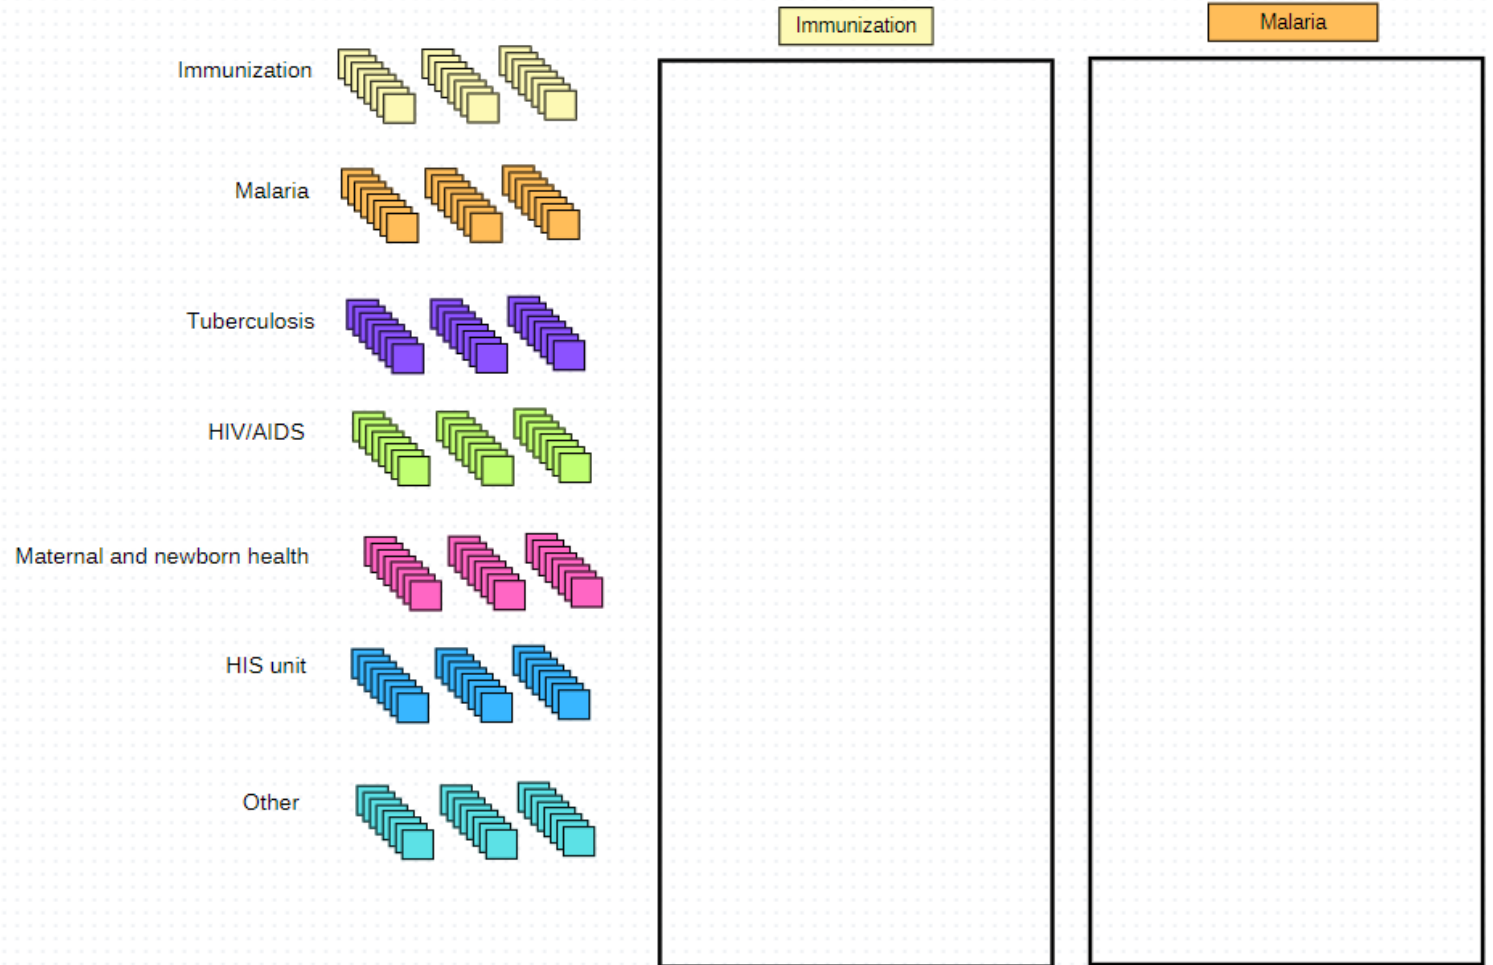 Immunization
Malaria
Immunization
Malaria
Tuberculosis
HIV/AIDS
Maternal and newborn health
HIS unit
Other